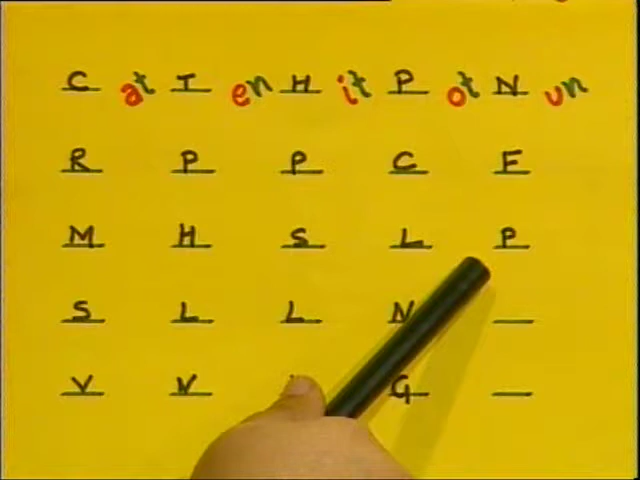 C at T en H it P ot N un
R P P C F
M H S L P
S L L N
V N G